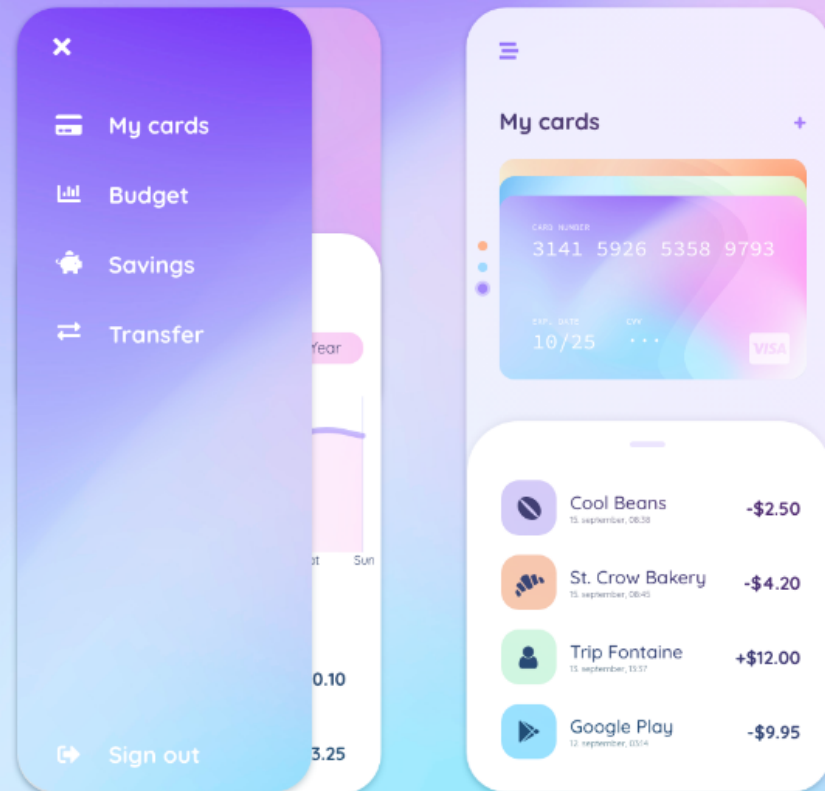 My cards
Budget
Savings
Transfer
Year
Sun
0.10
3.25
Sign out
My cards
+
CARD NUMBER
3141 5926 5358 9793
EXP. DATE CVV
10/25 ···
VISA
Cool Beans -$2.50
15. september, 08:38
St. Crow Bakery -$4.20
15. september, 08:45
Trip Fontaine +$12.00
13. september, 13:37
Google Play -$9.95
12. september, 03:14